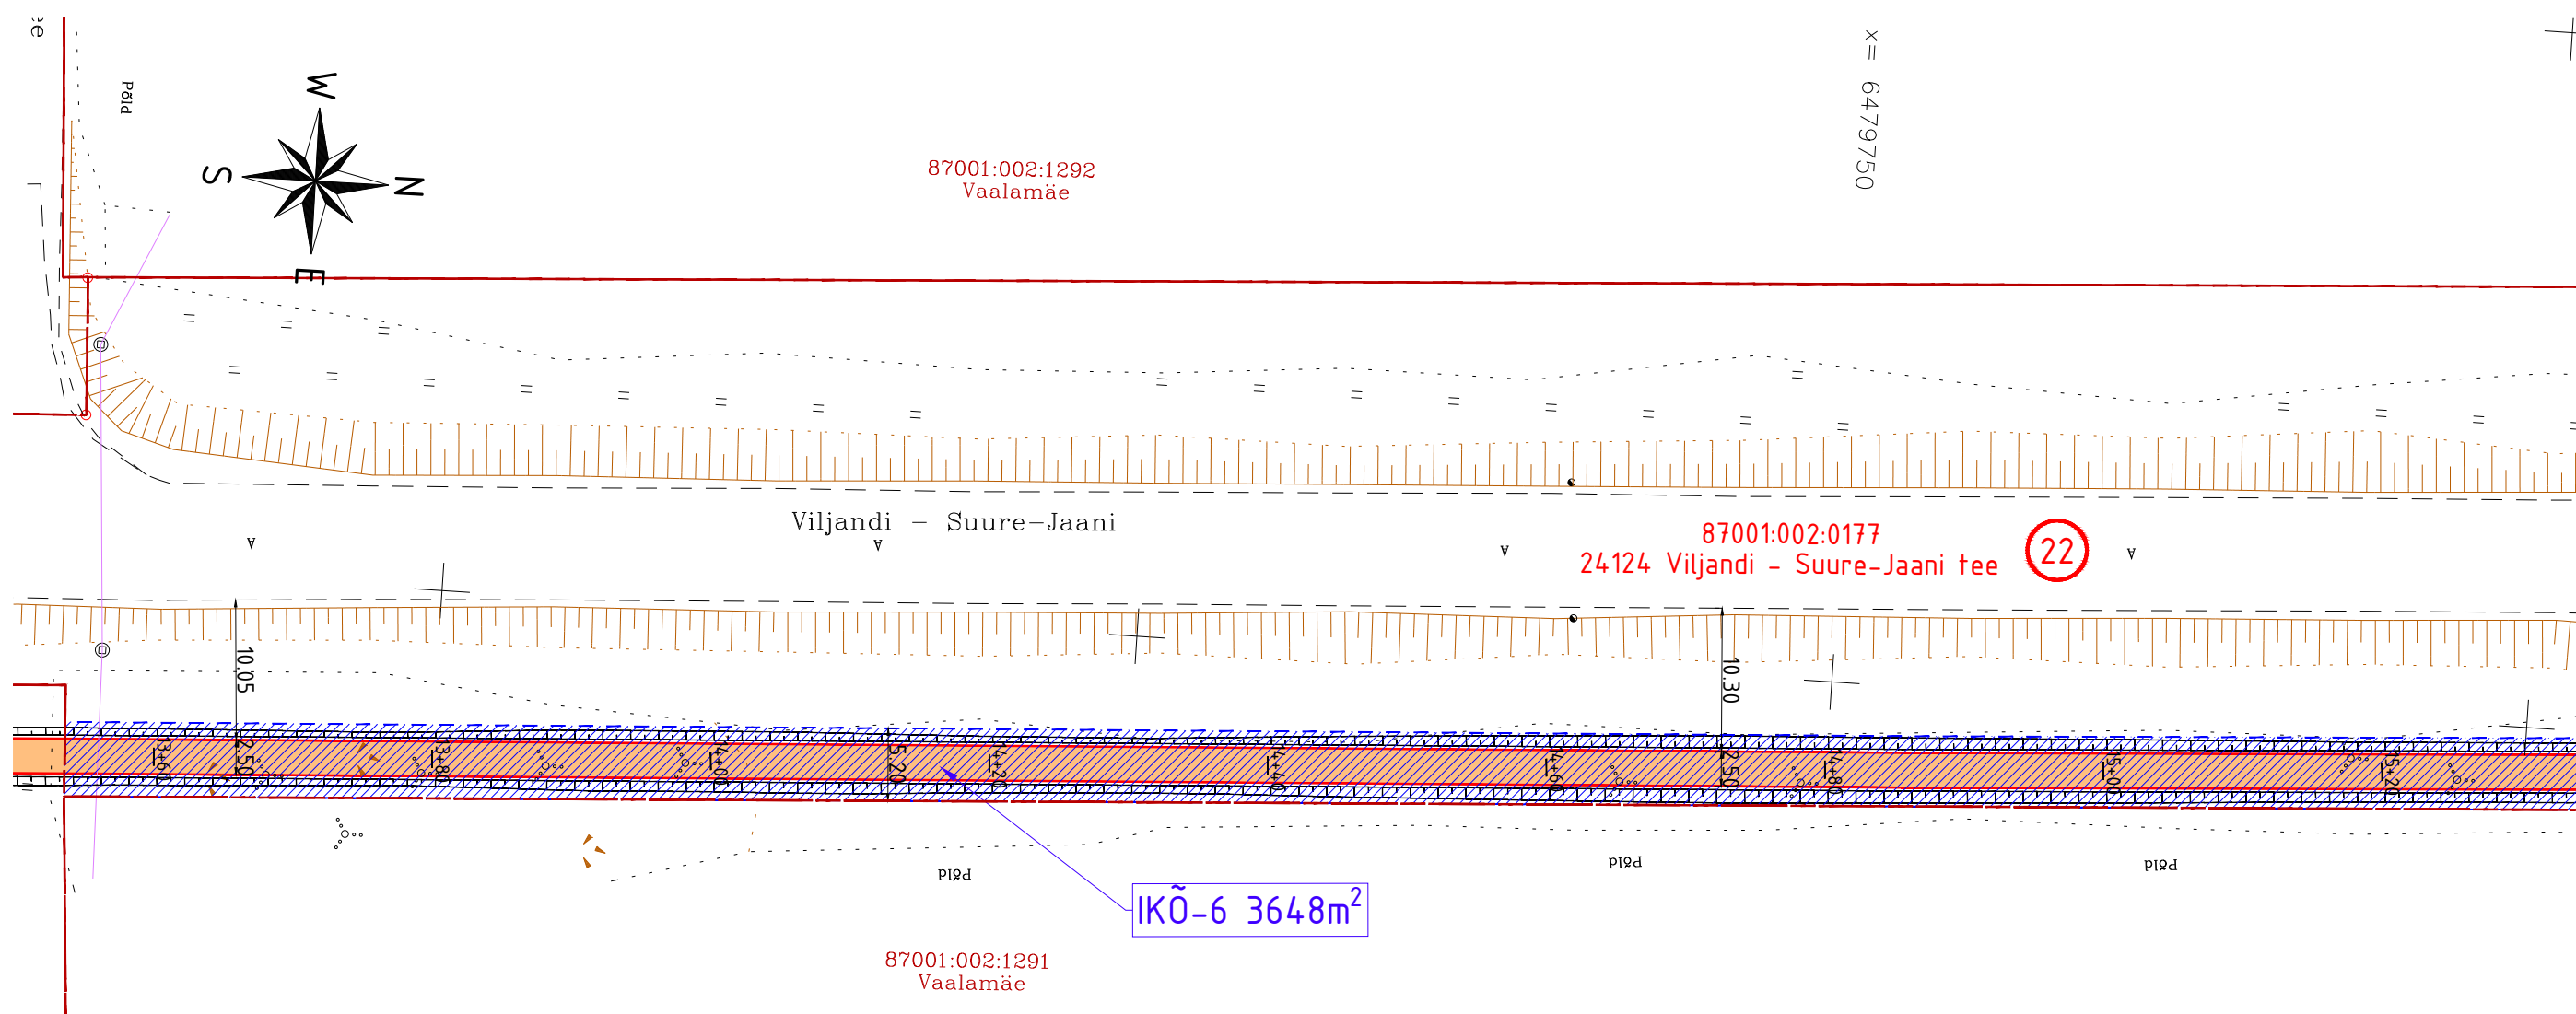 Põld
W
S
N
E
87001:002:1292
Vaalamäe
x= 6479750
Viljandi - Suure-Jaani
A
A
A
A
87001:002:0177
24124 Viljandi - Suure-Jaani tee
22
10.05
10.30
13+60
2.50
13+80
14+00
5.20
14+20
14+40
14+60
2.50
14+80
15+00
15+20
Põld
Põld
Põld
IKÕ-6 3648m²
87001:002:1291
Vaalamäe